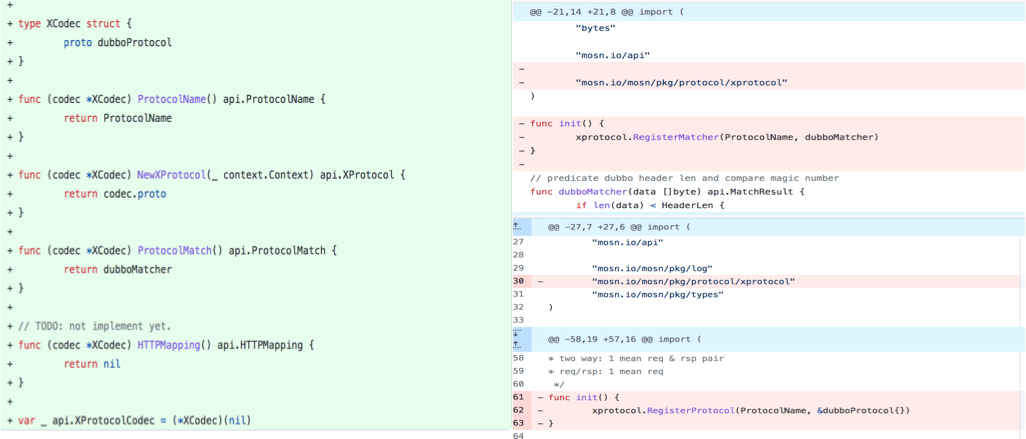 +
+ type XCodec struct {
+         proto dubboProtocol
+ }
+
+ func (codec *XCodec) ProtocolName() api.ProtocolName {
+         return ProtocolName
+ }
+
+ func (codec *XCodec) NewXProtocol(_ context.Context) api.XProtocol {
+         return codec.proto
+ }
+
+ func (codec *XCodec) ProtocolMatch() api.ProtocolMatch {
+         return dubboMatcher
+ }
+
+ // TODO: not implement yet.
+ func (codec *XCodec) HTTPMapping() api.HTTPMapping {
+         return nil
+ }
+
+ var _ api.XProtocolCodec = (*XCodec)(nil)
@@ -21,14 +21,8 @@ import (
"bytes"
"mosn.io/api"
-
- "mosn.io/mosn/pkg/protocol/xprotocol"
)
- func init() {
-         xprotocol.RegisterMatcher(ProtocolName, dubboMatcher)
- }
-
// predicate dubbo header len and compare magic number
func dubboMatcher(data []byte) api.MatchResult {
if len(data) < HeaderLen {
@@ -27,7 +27,6 @@ import (
27 "mosn.io/api"
28
29 "mosn.io/mosn/pkg/log"
30 - "mosn.io/mosn/pkg/protocol/xprotocol"
31 "mosn.io/mosn/pkg/types"
32 )
33
@@ -58,19 +57,16 @@ import (
58 * two way: 1 mean req & rsp pair
59 * req/rsp: 1 mean req
60 */
61 - func init() {
62 -         xprotocol.RegisterProtocol(ProtocolName, &dubboProtocol{})
63 - }
64